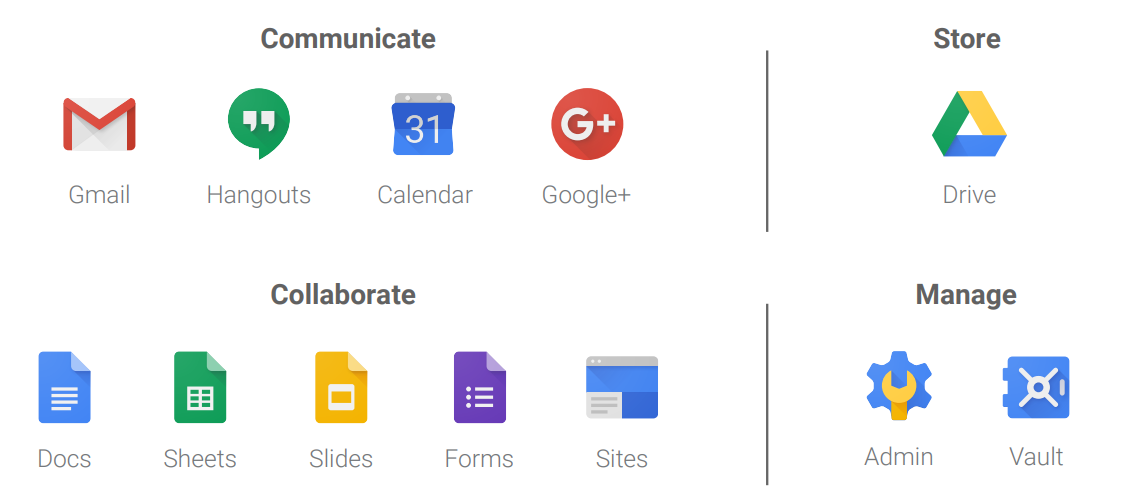 Communicate
Store
31
G+
Gmail
Hangouts
Calendar
Google+
Drive
Collaborate
Manage
Docs
Sheets
Slides
Forms
Sites
Admin
Vault